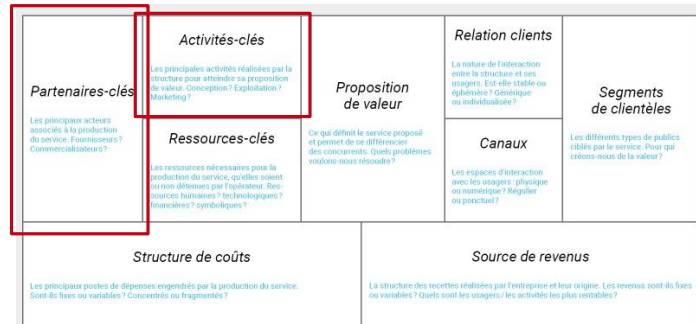 Partenaires-clés
Les principaux acteurs
associés à la production
du service. Fournisseurs ?
Commercialisateurs ?
Activités-clés
Les principales activités réalisées par la
structure pour atteindre sa proposition
de valeur. Conception ? Exploitation ?
Marketing ?
Ressources-clés
Les ressources nécessaires pour la
production du service, qu'elles soient
ou non détenues par l'opérateur. Res-
sources humaines ? technologiques ?
financières ? symboliques ?
Proposition
de valeur
Ce qui définit le service proposé
et permet de se différencier
des concurrents. Quels problèmes
voulons-nous résoudre ?
Relation clients
La nature de l'interaction
entre la structure et ses
usagers. Est-elle stable ou
éphémère ? Générique
ou individualisée ?
Canaux
Les espaces d'interaction
avec les usagers : physique
ou numérique ? Régulier
ou ponctuel ?
Segments
de clientèles
Les différents types de publics
ciblés par le service. Pour qui
créons-nous de la valeur ?
Structure de coûts
Les principaux postes de dépenses engendrés par la production du service.
Sont-ils fixes ou variables ? Concentrés ou fragmentés ?
Source de revenus
La structure des recettes réalisées par l'entreprise et leur origine. Les revenus sont-ils fixes
ou variables ? Quels sont les usagers / les activités les plus rentables ?